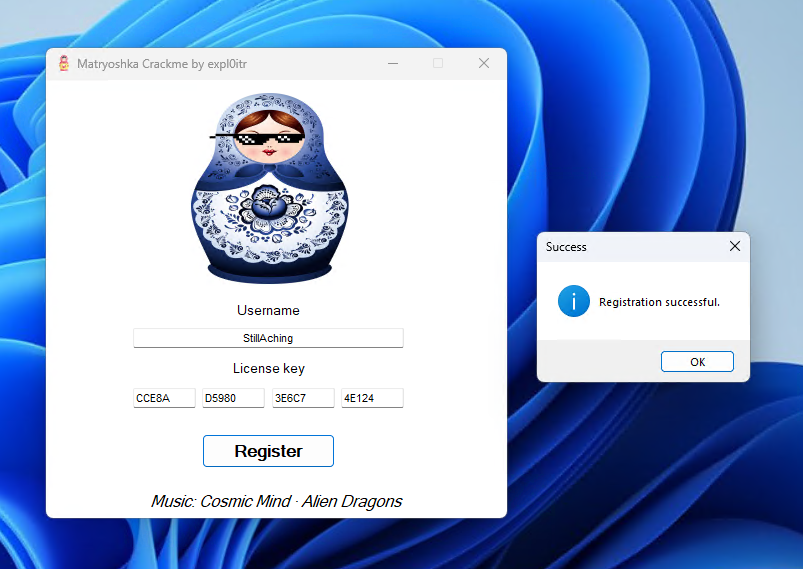 Matryoshka Crackme by expl0itr
Success
Registration successful.
OK
Username
StillAching
License key
CCE8A D5980 3E6C7 4E124
Register
Music: Cosmic Mind · Alien Dragons